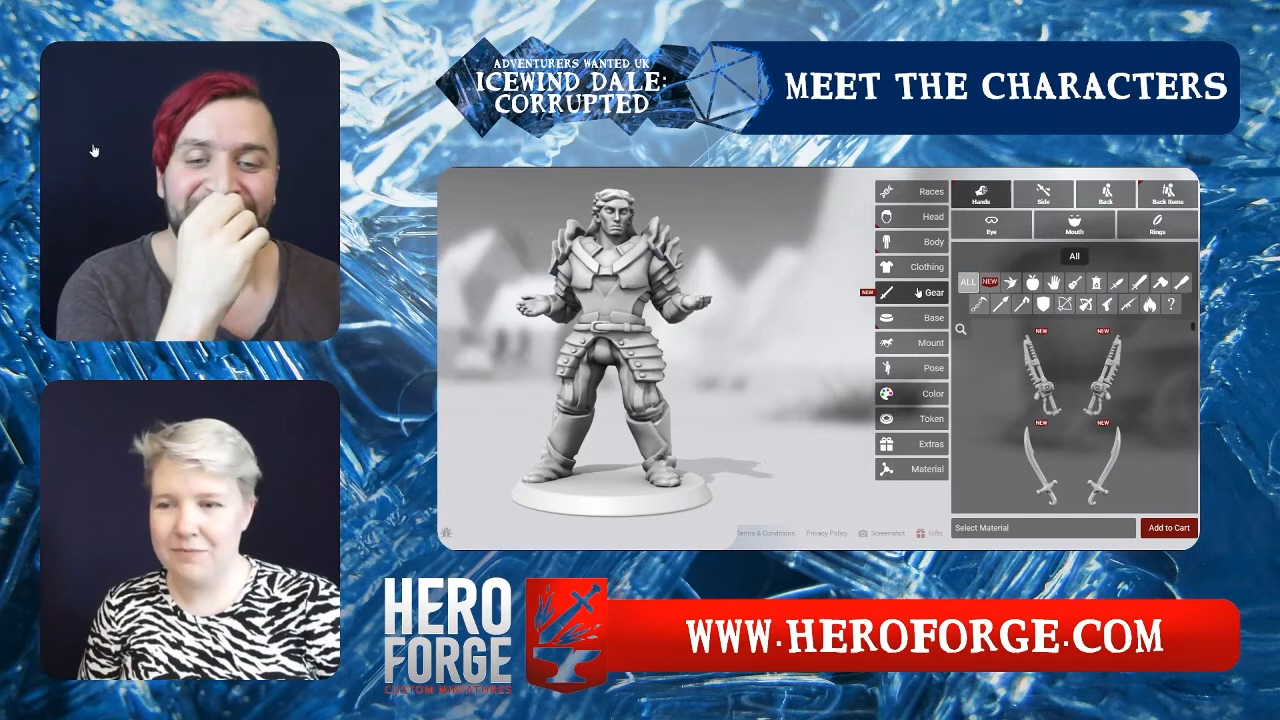 ADVENTURERS WANTED UK
ICEWIND DALE:
CORRUPTED
MEET THE CHARACTERS
Races
Head
Body
Clothing
NEW
Gear
Base
Mount
Pose
Color
Token
Extras
Material
Hands
Side
Back
Back Items
Eye
Mouth
Rings
All
ALL
NEW
?
NEW
NEW
NEW
NEW
Select Material
Add to Cart
Terms & Conditions
Privacy Policy
Screenshot
Gifts
HERO
FORGE
CUSTOM MINIATURES
WWW.HEROFORGE.COM